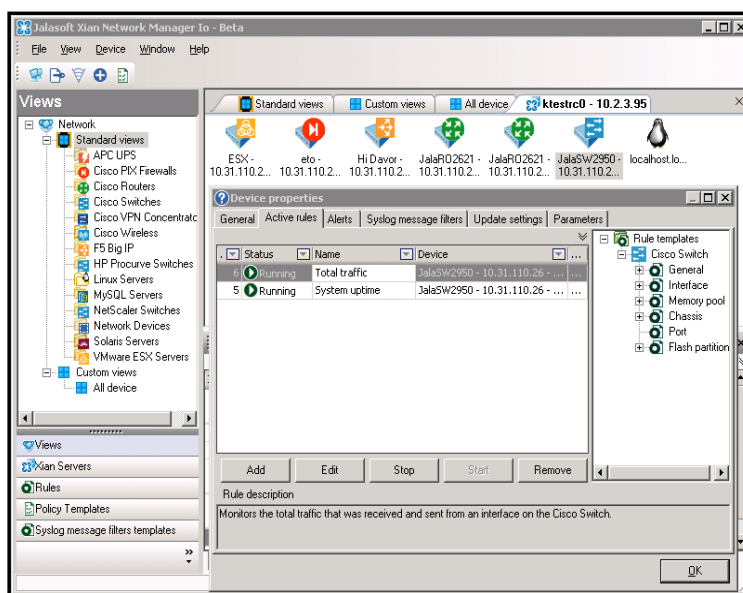 Jalasoft Xian Network Manager Io - Beta
File View Device Window Help
Views
Network
Standard views
APC UPS
Cisco PIX Firewalls
Cisco Routers
Cisco Switches
Cisco VPN Concentratc
Cisco Wireless
F5 Big IP
HP Procurve Switches
Linux Servers
MySQL Servers
NetScaler Switches
Network Devices
Solaris Servers
VMware ESX Servers
Custom views
All device
Views
Xian Servers
Rules
Policy Templates
Syslog message filters templates
Standard views Custom views All device ktestrc0 - 10.2.3.95
ESX - 10.31.110.2...
eto - 10.31.110.2...
Hi Davor - 10.31.110.2...
JalaRO2621 - 10.31.110.2...
JalaRO2621 - 10.31.110.2...
JalaSW2950 - 10.31.110.2...
localhost.lo...
Device properties
General Active rules Alerts Syslog message filters Update settings Parameters
. Status Name Device ...
6 Running Total traffic JalaSW2950 - 10.31.110.26 - ... ...
5 Running System uptime JalaSW2950 - 10.31.110.26 - ... ...
Rule templates
Cisco Switch
General
Interface
Memory pool
Chassis
Port
Flash partition
Add Edit Stop Start Remove
Rule description
Monitors the total traffic that was received and sent from an interface on the Cisco Switch.
OK